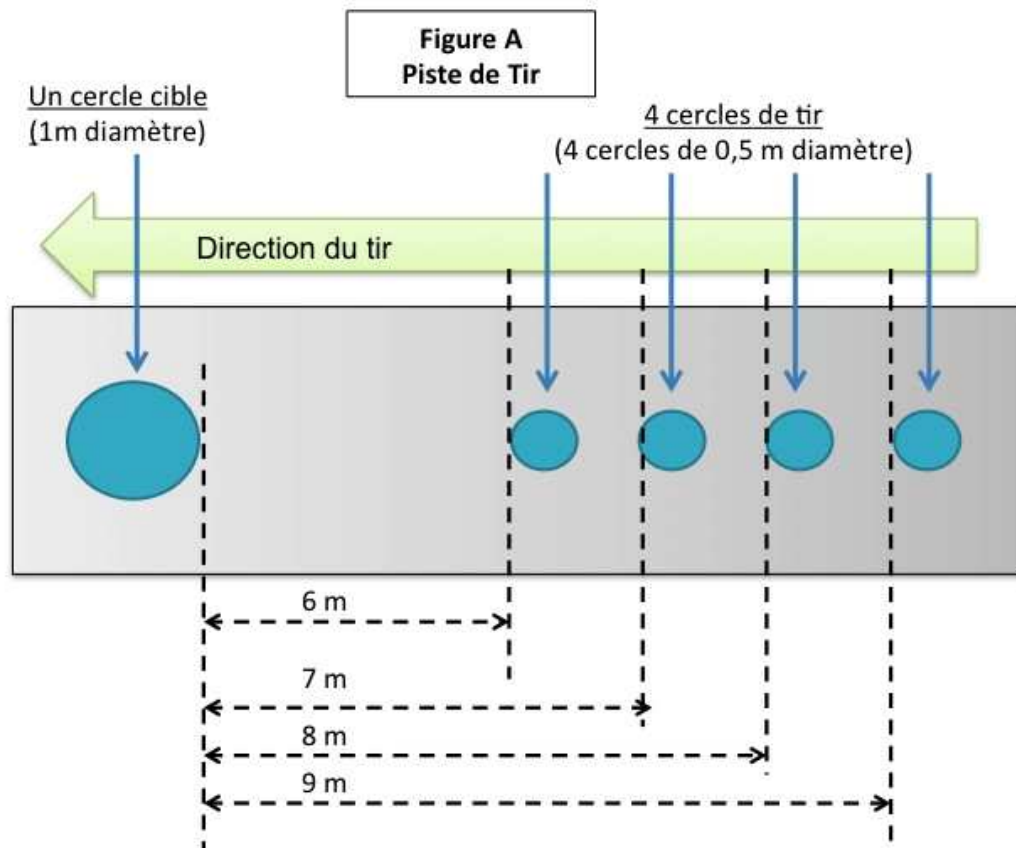 Figure A
Piste de Tir
Un cercle cible
(1m diamètre)
4 cercles de tir
(4 cercles de 0,5 m diamètre)
Direction du tir
6 m
7 m
8 m
9 m